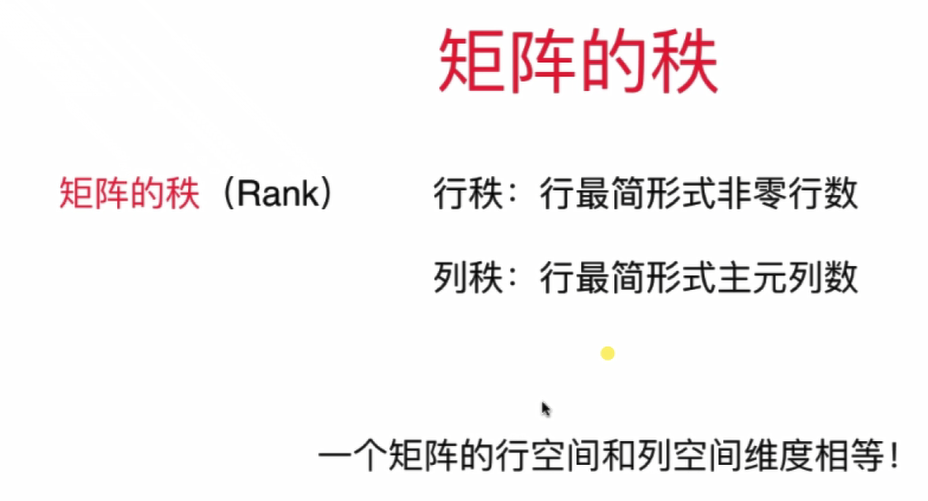 矩阵的秩
矩阵的秩（Rank） 行秩：行最简形式非零行数
列秩：行最简形式主元列数
一个矩阵的行空间和列空间维度相等！